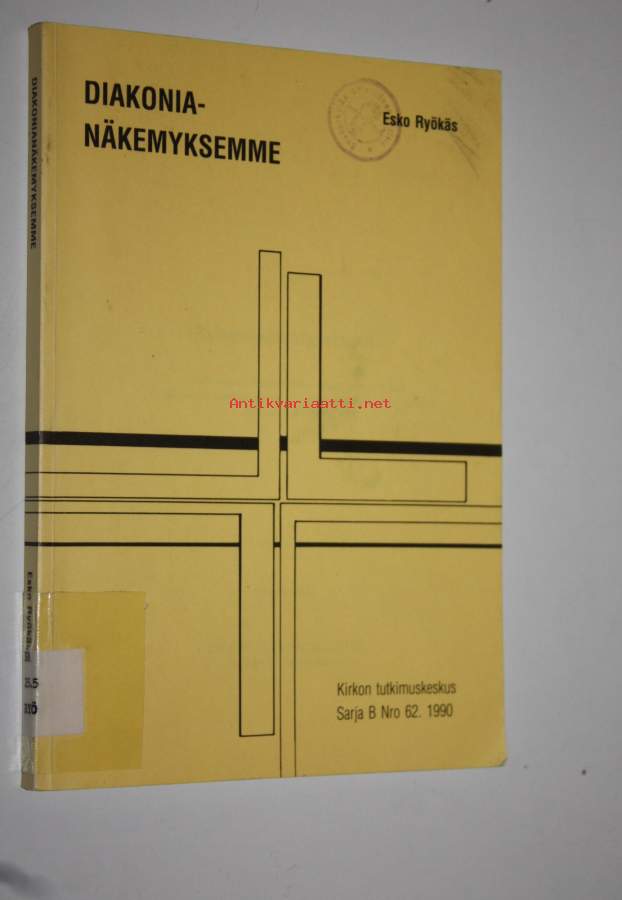 DIAKONIA-
NÄKEMYKSEMME
Esko Ryökäs
DIAKONIANÄKEMYKSEMME
Antikvariaatti.net
Kirkon tutkimuskeskus
Sarja B Nro 62. 1990
Esko Ryökäs